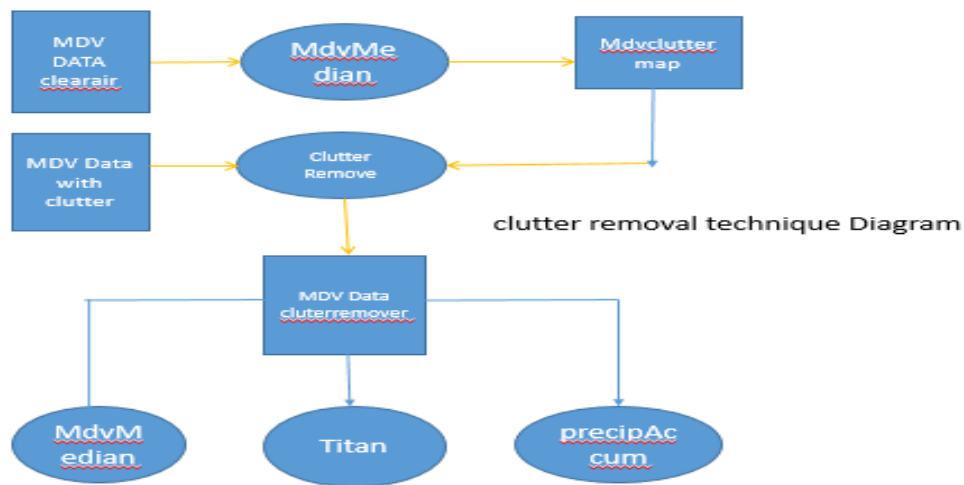 MDV
DATA
clearair
MdvMe
dian
Mdvclutter
map
MDV Data
with
clutter
Clutter
Remove
clutter removal technique Diagram
MDV Data
cluterremover
MdvM
edian
Titan
precipAc
cum